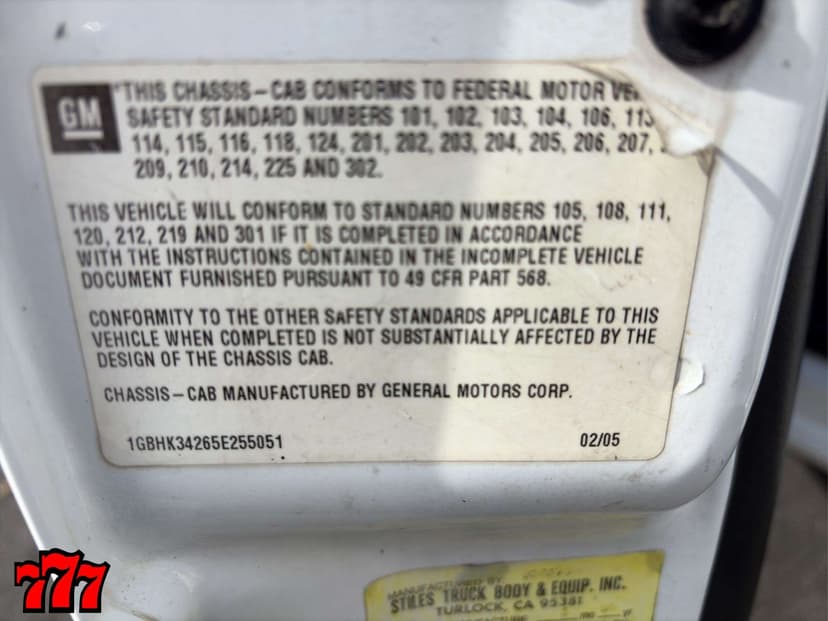 GM
*THIS CHASSIS-CAB CONFORMS TO FEDERAL MOTOR
SAFETY STANDARD NUMBERS 101, 102, 103, 104, 106, 113
114, 115, 116, 118, 124, 201, 202, 203, 204, 205, 206, 207,
209, 210, 214, 225 AND 302.
THIS VEHICLE WILL CONFORM TO STANDARD NUMBERS 105, 108, 111,
120, 212, 219 AND 301 IF IT IS COMPLETED IN ACCORDANCE
WITH THE INSTRUCTIONS CONTAINED IN THE INCOMPLETE VEHICLE
DOCUMENT FURNISHED PURSUANT TO 49 CFR PART 568.
CONFORMITY TO THE OTHER SAFETY STANDARDS APPLICABLE TO THIS
VEHICLE WHEN COMPLETED IS NOT SUBSTANTIALLY AFFECTED BY THE
DESIGN OF THE CHASSIS CAB.
CHASSIS-CAB MANUFACTURED BY GENERAL MOTORS CORP.
1GBHK34265E255051 02/05
777
MANUFACTURED BY
STILES TRUCK BODY & EQUIP. INC.
TURLOCK, CA 95381